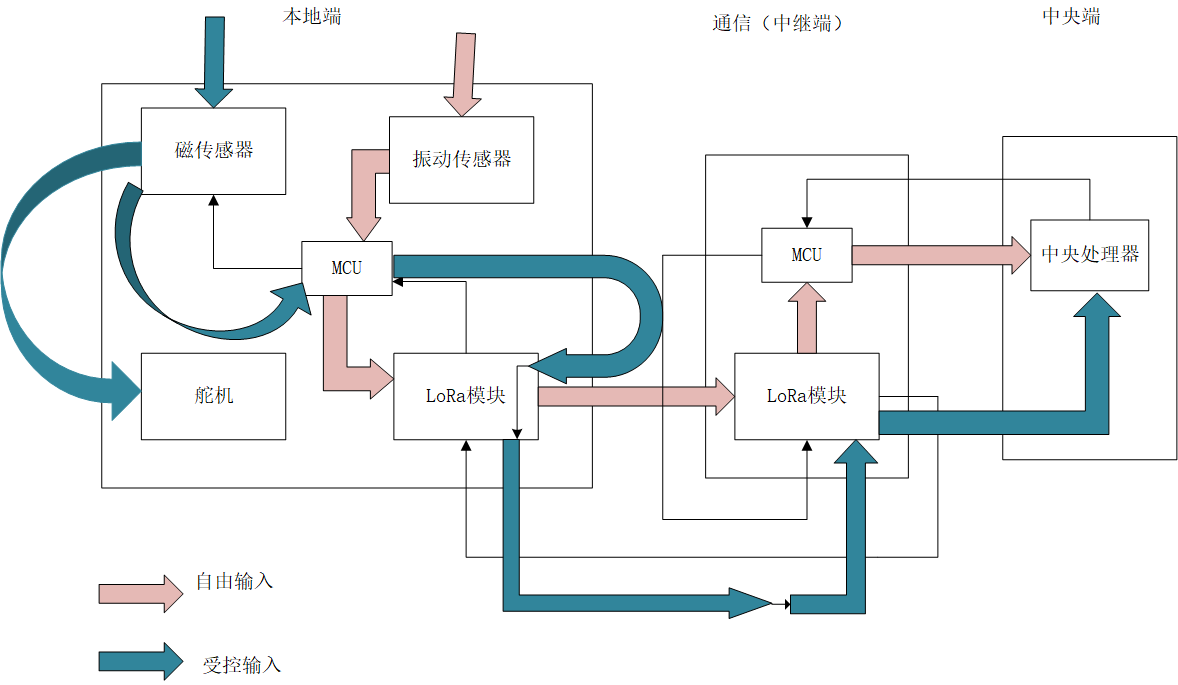 本地端
通信（中继端）
中央端
磁传感器
振动传感器
MCU
MCU
中央处理器
舵机
LoRa模块
LoRa模块
自由输入
受控输入